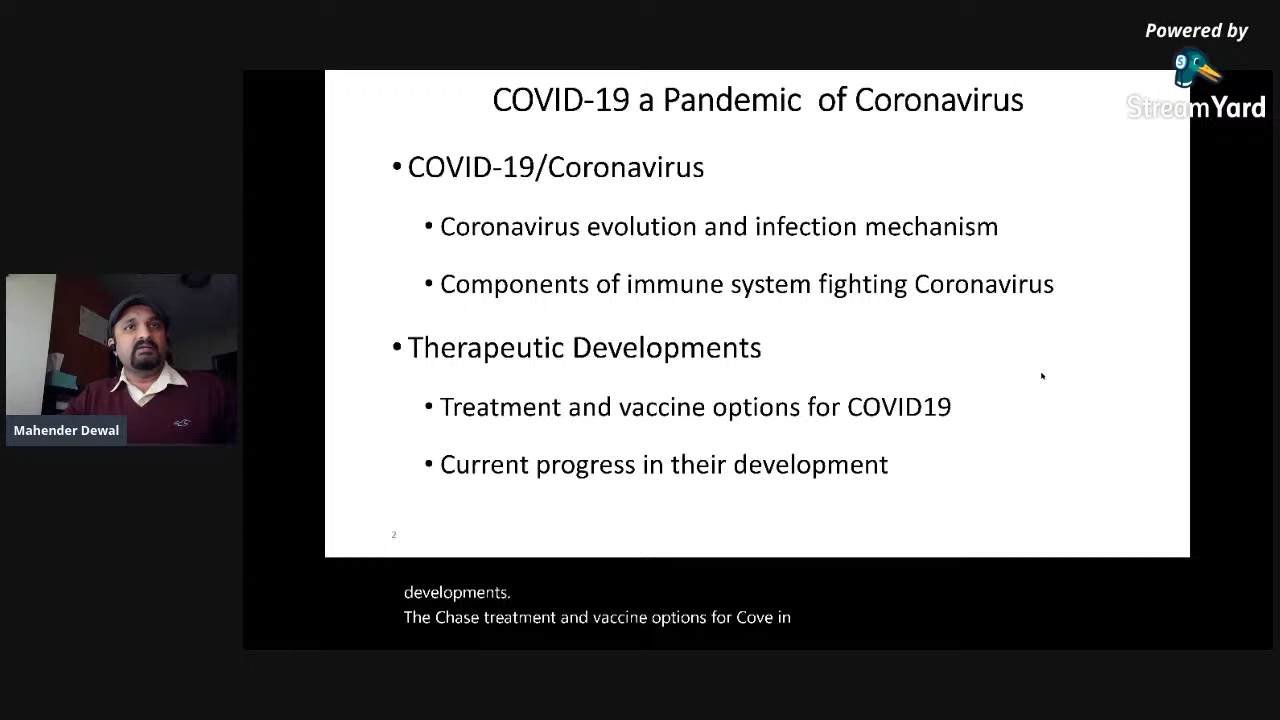 Powered by
StreamYard
COVID-19 a Pandemic of Coronavirus
• COVID-19/Coronavirus
• Coronavirus evolution and infection mechanism
• Components of immune system fighting Coronavirus
• Therapeutic Developments
• Treatment and vaccine options for COVID19
• Current progress in their development
2
Mahender Dewal
developments.
The Chase treatment and vaccine options for Cove in